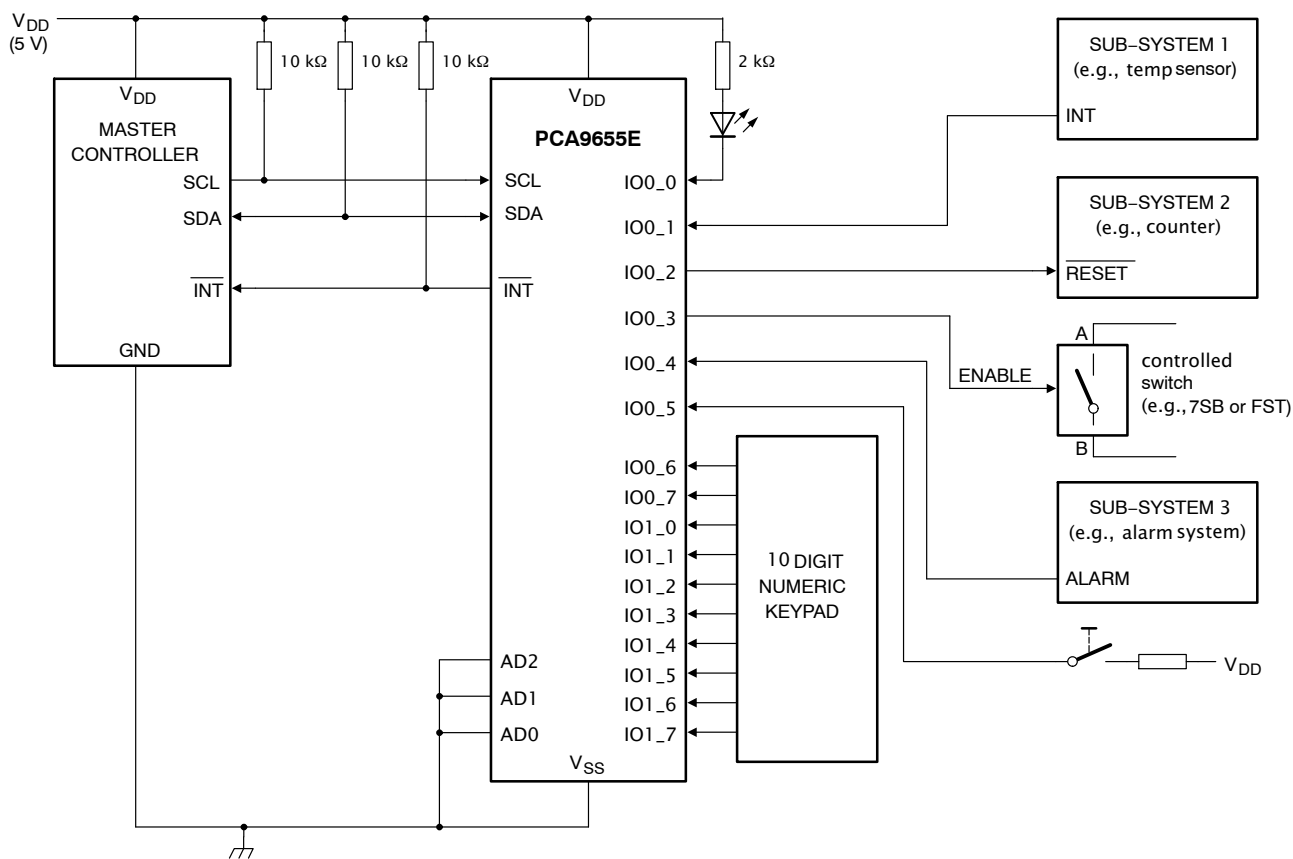 VDD
(5 V)
10 kΩ
10 kΩ
10 kΩ
2 kΩ
VDD
MASTER
CONTROLLER
SCL
SDA
INT
GND
VDD
PCA9655E
SCL
SDA
INT
AD2
AD1
AD0
VSS
IO0_0
IO0_1
IO0_2
IO0_3
IO0_4
IO0_5
IO0_6
IO0_7
IO1_0
IO1_1
IO1_2
IO1_3
IO1_4
IO1_5
IO1_6
IO1_7
10 DIGIT
NUMERIC
KEYPAD
SUB–SYSTEM 1
(e.g., temp sensor)
INT
SUB–SYSTEM 2
(e.g., counter)
RESET
A
ENABLE
B
controlled
switch
(e.g., 7SB or FST)
SUB–SYSTEM 3
(e.g., alarm system)
ALARM
VDD